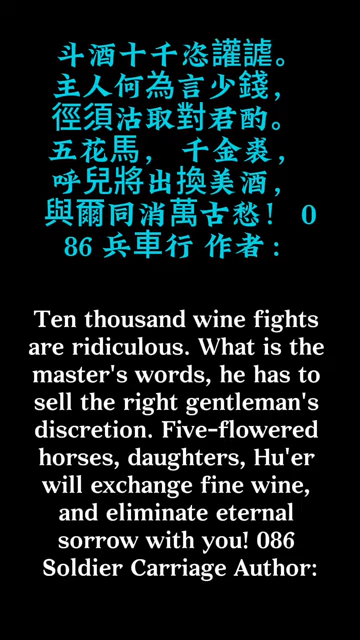 斗酒十千恣讙謔。
主人何為言少錢，
徑須沽取對君酌。
五花馬， 千金裘，
呼兒將出換美酒，
與爾同消萬古愁！ 0
86 兵車行 作者：
Ten thousand wine fights
are ridiculous. What is the
master's words, he has to
sell the right gentleman's
discretion. Five-flowered
horses, daughters, Hu'er
will exchange fine wine,
and eliminate eternal
sorrow with you! 086
Soldier Carriage Author: